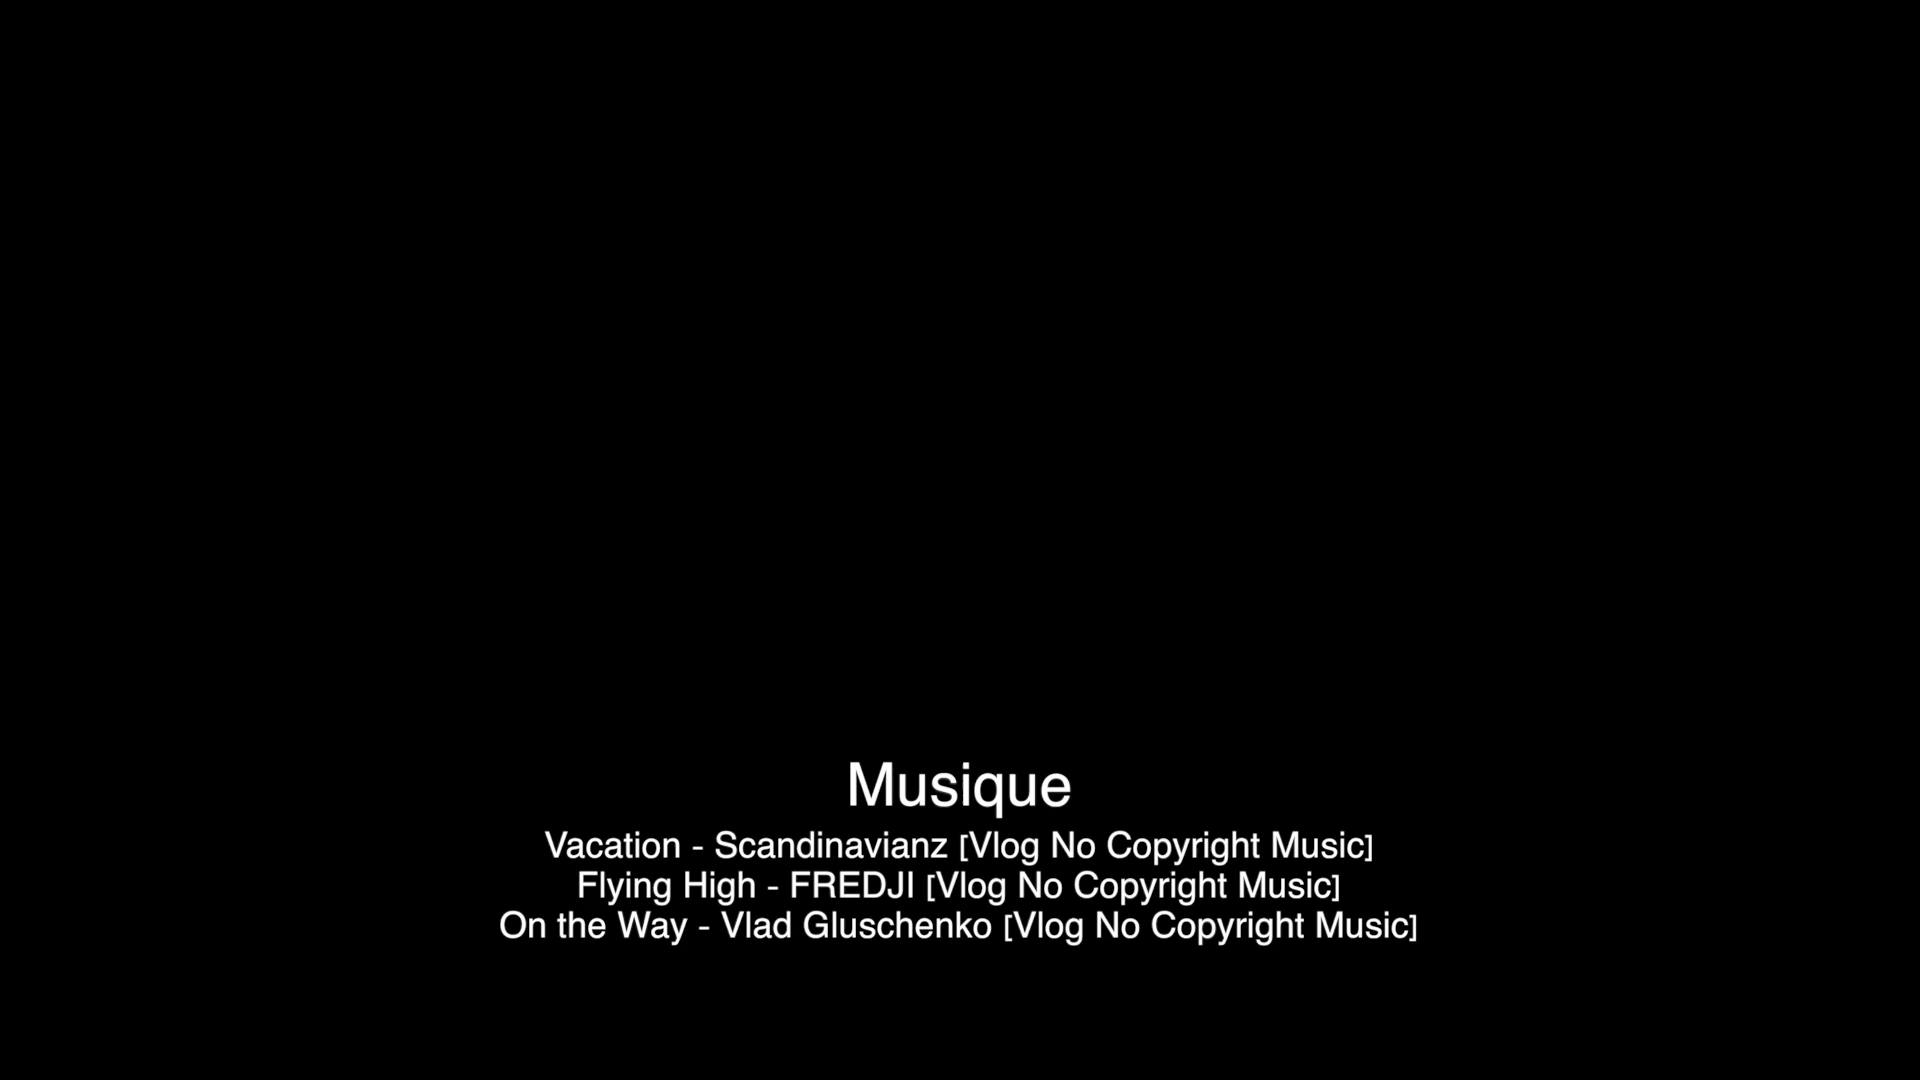 Musique
Vacation - Scandinavianz [Vlog No Copyright Music]
Flying High - FREDJI [Vlog No Copyright Music]
On the Way - Vlad Gluschenko [Vlog No Copyright Music]